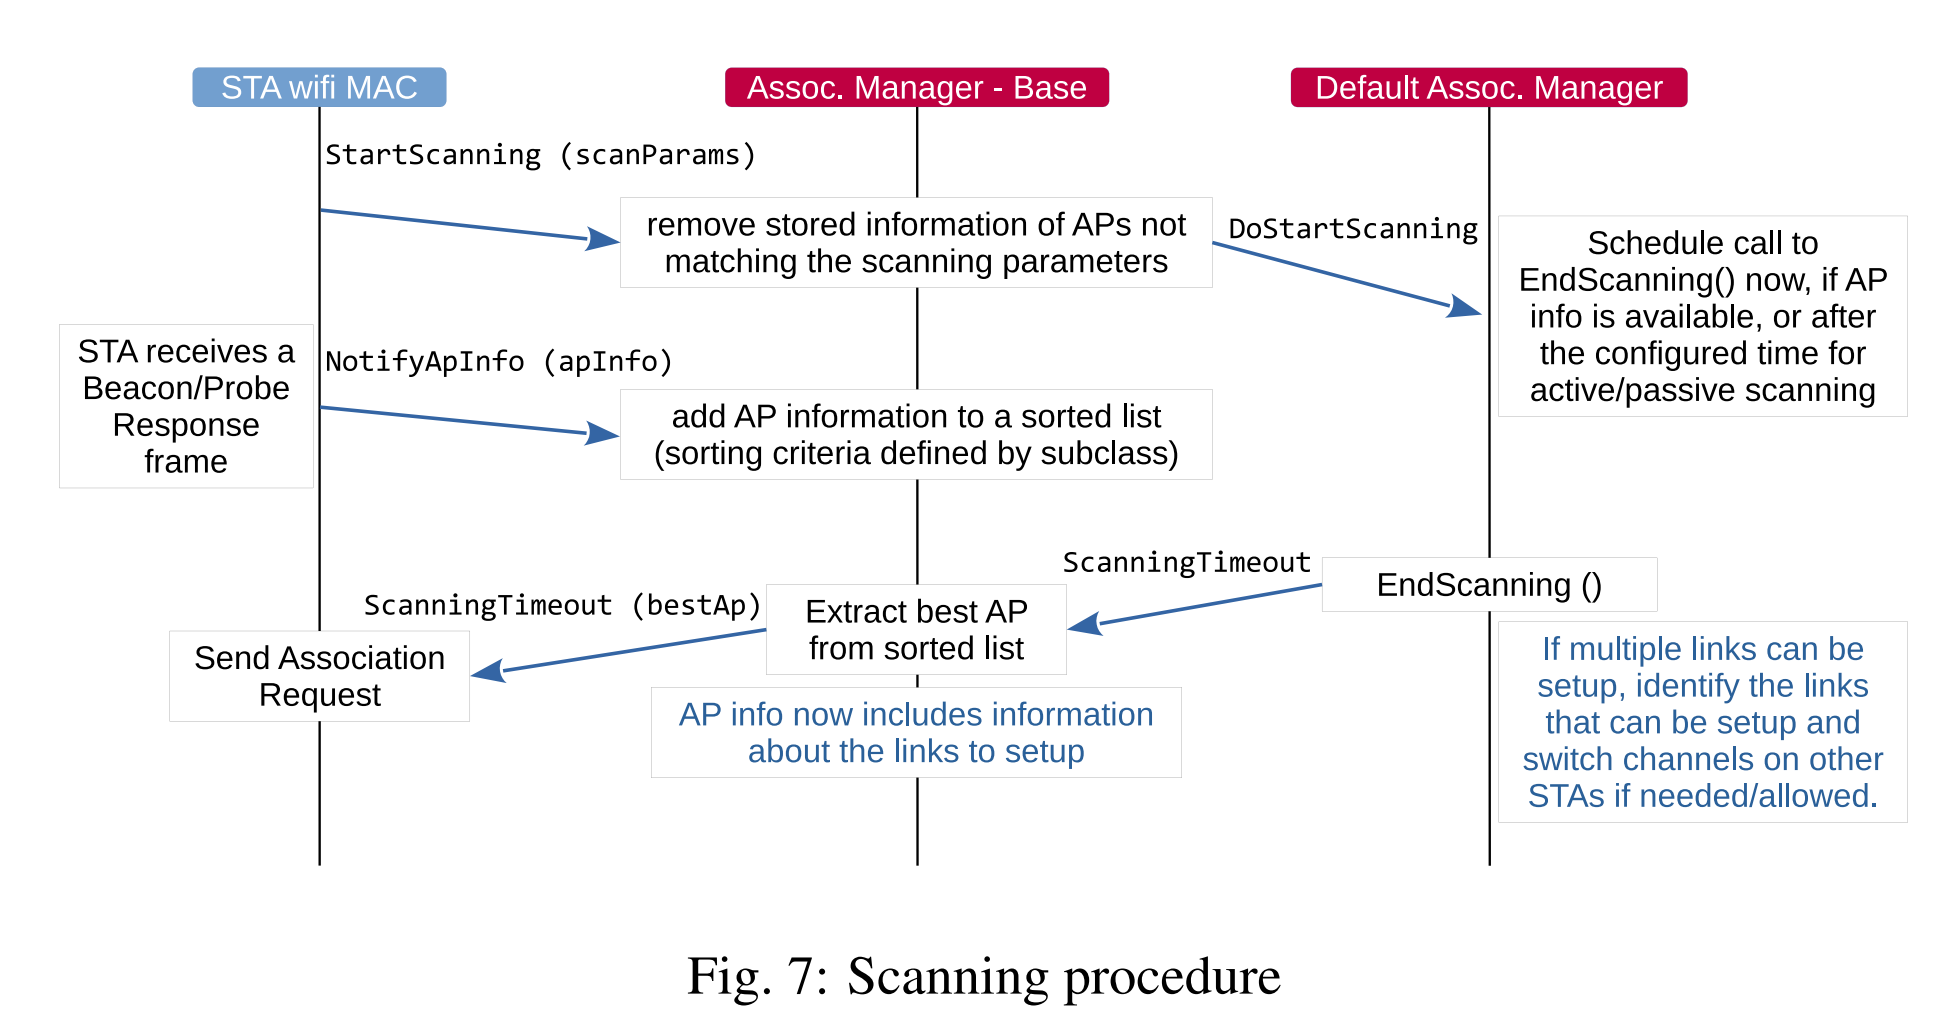 STA wifi MAC
Assoc. Manager - Base
Default Assoc. Manager
StartScanning (scanParams)
remove stored information of APs not
matching the scanning parameters
DoStartScanning
Schedule call to
EndScanning() now, if AP
info is available, or after
the configured time for
active/passive scanning
STA receives a
Beacon/Probe
Response
frame
NotifyApInfo (apInfo)
add AP information to a sorted list
(sorting criteria defined by subclass)
ScanningTimeout
EndScanning ()
ScanningTimeout (bestAp)
Extract best AP
from sorted list
Send Association
Request
AP info now includes information
about the links to setup
If multiple links can be
setup, identify the links
that can be setup and
switch channels on other
STAs if needed/allowed.
Fig. 7: Scanning procedure